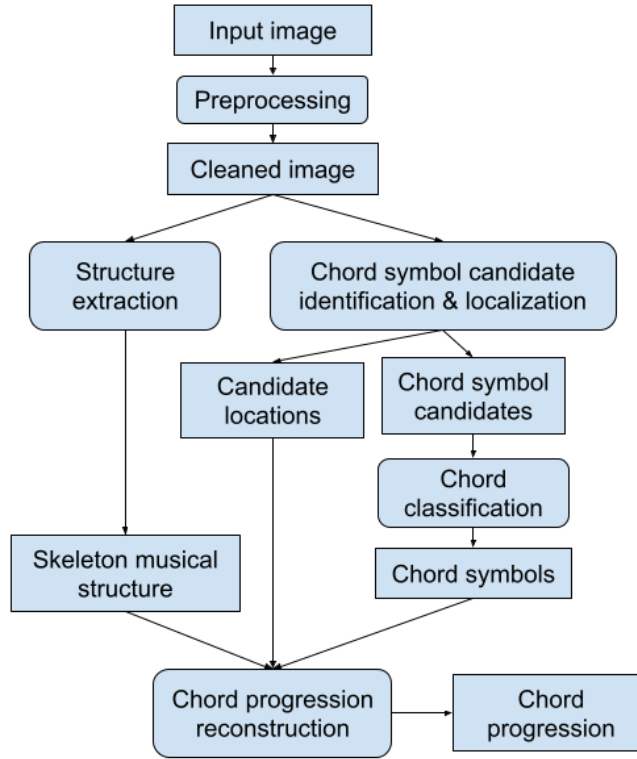 Input image
Preprocessing
Cleaned image
Structure
extraction
Chord symbol candidate
identification & localization
Candidate
locations
Chord symbol
candidates
Chord
classification
Skeleton musical
structure
Chord symbols
Chord progression
reconstruction
Chord
progression